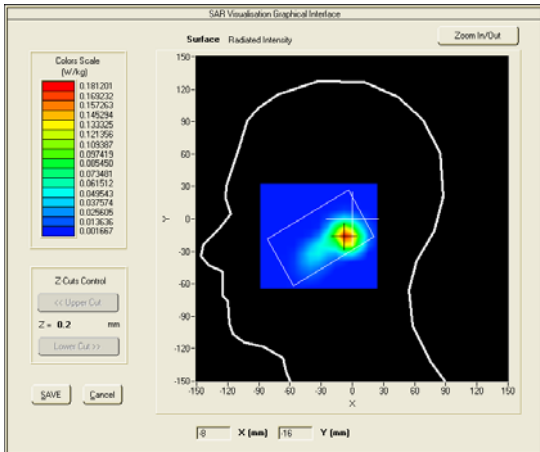 SAR Visualisation Graphical Interface
Surface Radiated Intensity
Zoom In/Out
Colors Scale
(W/kg)
0.181201
0.169232
0.157263
0.145294
0.133325
0.121356
0.109387
0.097419
0.085450
0.073481
0.061512
0.049543
0.037574
0.025605
0.013636
0.001667
Z-Cuts Control
<< Upper Cut
Z = 0.2 mm
Lower Cut >>
SAVE
Cancel
150
120
90
60
30
0
-30
-60
-90
-120
-150
Y
-150 -120 -90 -60 -30 0 30 60 90 120 150
X
-8 X (mm) -16 Y (mm)